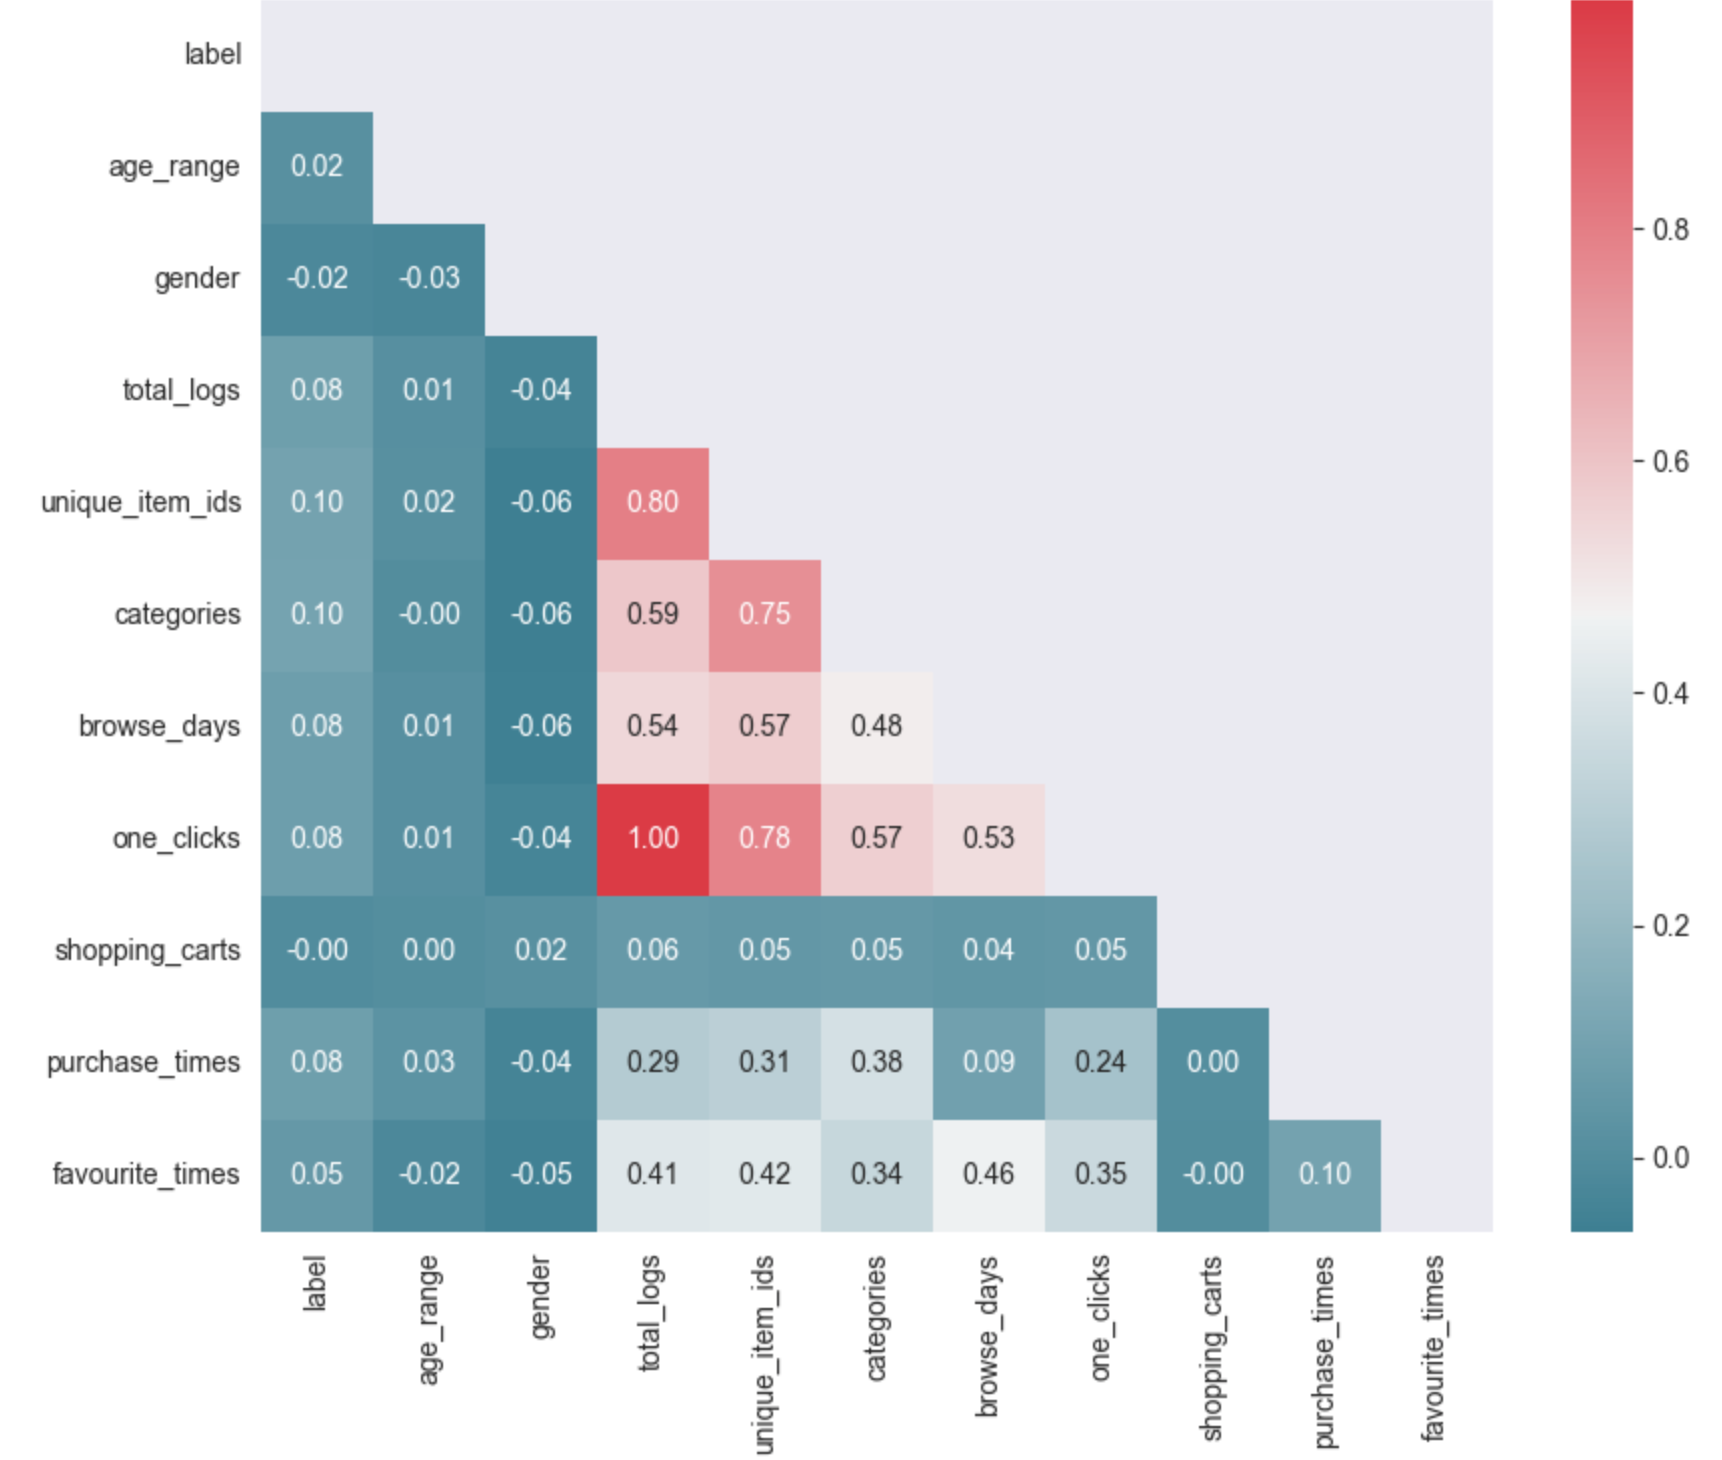 label
age_range 0.02
gender -0.02 -0.03
total_logs 0.08 0.01 -0.04
unique_item_ids 0.10 0.02 -0.06 0.80
categories 0.10 -0.00 -0.06 0.59 0.75
browse_days 0.08 0.01 -0.06 0.54 0.57 0.48
one_clicks 0.08 0.01 -0.04 1.00 0.78 0.57 0.53
shopping_carts -0.00 0.00 0.02 0.06 0.05 0.05 0.04 0.05
purchase_times 0.08 0.03 -0.04 0.29 0.31 0.38 0.09 0.24 0.00
favourite_times 0.05 -0.02 -0.05 0.41 0.42 0.34 0.46 0.35 -0.00 0.10
label
age_range
gender
total_logs
unique_item_ids
categories
browse_days
one_clicks
shopping_carts
purchase_times
favourite_times
0.8
0.6
0.4
0.2
0.0